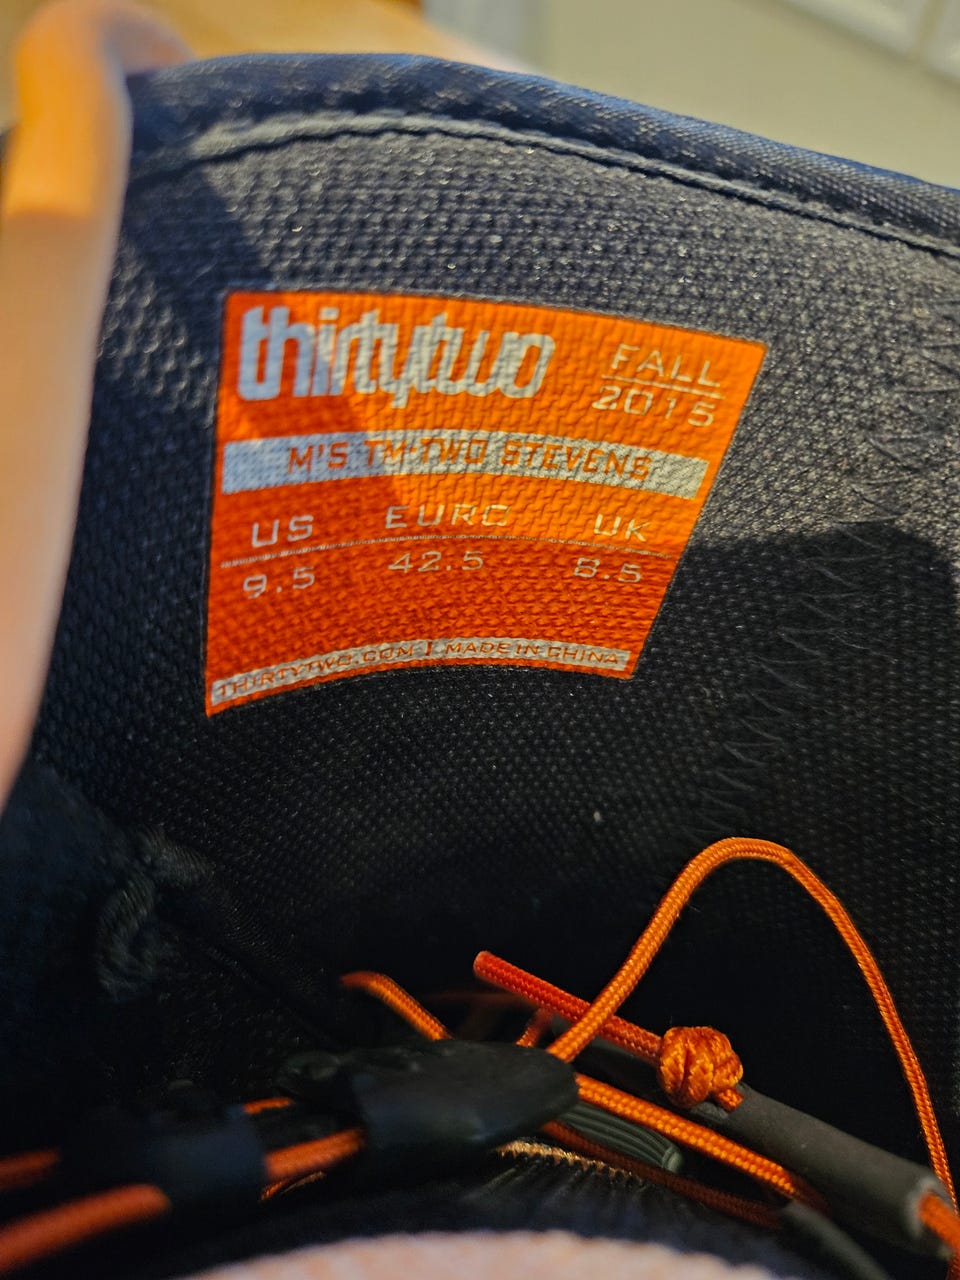 thirtytwo
FALL
2015
M'S TM-TWO STEVENS
US EURO UK
9.5 42.5 8.5
THIRTYTWO.COM | MADE IN CHINA